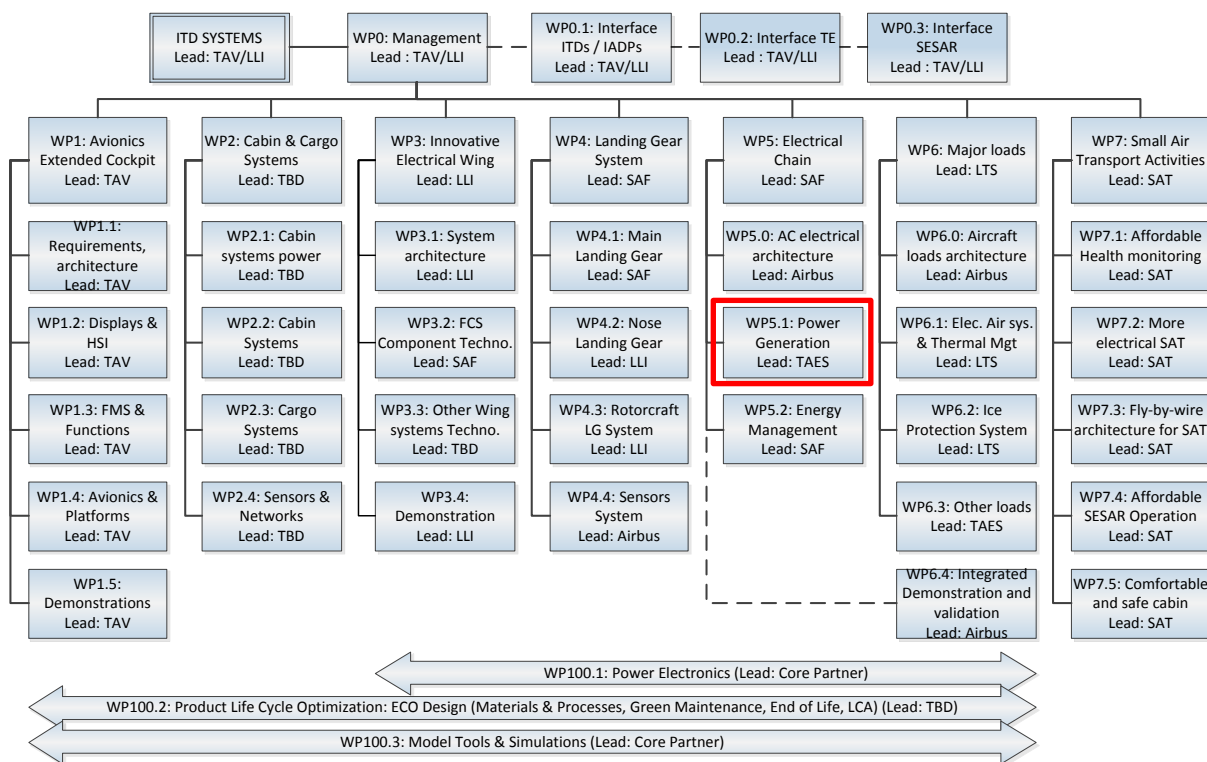 ITD SYSTEMS
Lead: TAV/LLI
WP0: Management
Lead : TAV/LLI
WP0.1: Interface
ITDs / IADPs
Lead : TAV/LLI
WP0.2: Interface TE
Lead : TAV/LLI
WP0.3: Interface
SESAR
Lead : TAV/LLI
WP1: Avionics
Extended Cockpit
Lead: TAV
WP2: Cabin & Cargo
Systems
Lead: TBD
WP3: Innovative
Electrical Wing
Lead: LLI
WP4: Landing Gear
System
Lead: SAF
WP5: Electrical
Chain
Lead: SAF
WP6: Major loads
Lead: LTS
WP7: Small Air
Transport Activities
Lead: SAT
WP1.1:
Requirements,
architecture
Lead: TAV
WP2.1: Cabin
systems power
Lead: TBD
WP3.1: System
architecture
Lead: LLI
WP4.1: Main
Landing Gear
Lead: SAF
WP5.0: AC electrical
architecture
Lead: Airbus
WP6.0: Aircraft
loads architecture
Lead: Airbus
WP7.1: Affordable
Health monitoring
Lead: SAT
WP1.2: Displays &
HSI
Lead: TAV
WP2.2: Cabin
Systems
Lead: TBD
WP3.2: FCS
Component Techno.
Lead: SAF
WP4.2: Nose
Landing Gear
Lead: LLI
WP5.1: Power
Generation
Lead: TAES
WP6.1: Elec. Air sys.
& Thermal Mgt
Lead: LTS
WP7.2: More
electrical SAT
Lead: SAT
WP1.3: FMS &
Functions
Lead: TAV
WP2.3: Cargo
Systems
Lead: TBD
WP3.3: Other Wing
systems Techno.
Lead: TBD
WP4.3: Rotorcraft
LG System
Lead: LLI
WP5.2: Energy
Management
Lead: SAF
WP6.2: Ice
Protection System
Lead: LTS
WP7.3: Fly-by-wire
architecture for SAT
Lead: SAT
WP1.4: Avionics &
Platforms
Lead: TAV
WP2.4: Sensors &
Networks
Lead: TBD
WP3.4:
Demonstration
Lead: LLI
WP4.4: Sensors
System
Lead: Airbus
WP6.3: Other loads
Lead: TAES
WP7.4: Affordable
SESAR Operation
Lead: SAT
WP1.5:
Demonstrations
Lead: TAV
WP6.4: Integrated
Demonstration and
validation
Lead: Airbus
WP7.5: Comfortable
and safe cabin
Lead: SAT
WP100.1: Power Electronics (Lead: Core Partner)
WP100.2: Product Life Cycle Optimization: ECO Design (Materials & Processes, Green Maintenance, End of Life, LCA) (Lead: TBD)
WP100.3: Model Tools & Simulations (Lead: Core Partner)